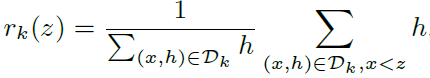 r_k(z) = \frac{1}{\sum_{(x,h)\in\mathcal{D}_k} h} \sum_{(x,h)\in\mathcal{D}_k, x<z} h